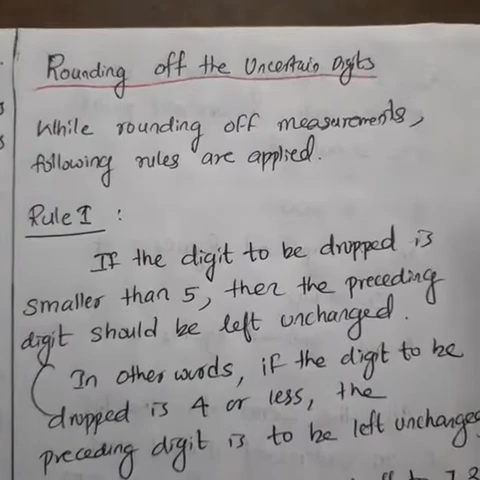 Rounding off the Uncertain Digits
While rounding off measurements,
following rules are applied.
Rule I :
If the digit to be dropped is
smaller than 5, then the preceding
digit should be left unchanged.
In other words, if the digit to be
dropped is 4 or less, the
preceding digit is to be left unchanged